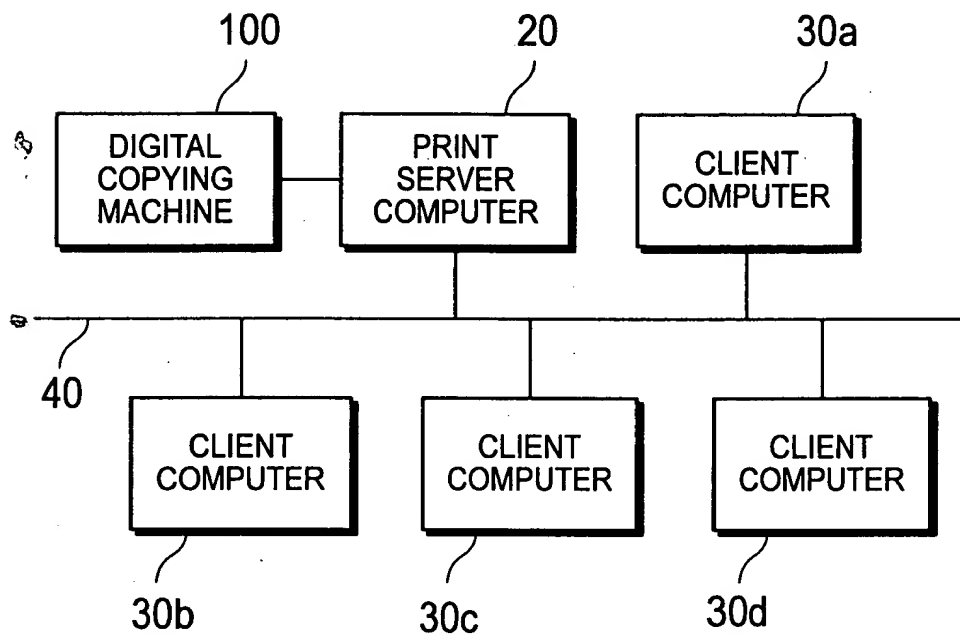 100
20
30a
DIGITAL
COPYING
MACHINE
PRINT
SERVER
COMPUTER
CLIENT
COMPUTER
40
CLIENT
COMPUTER
CLIENT
COMPUTER
CLIENT
COMPUTER
30b
30c
30d